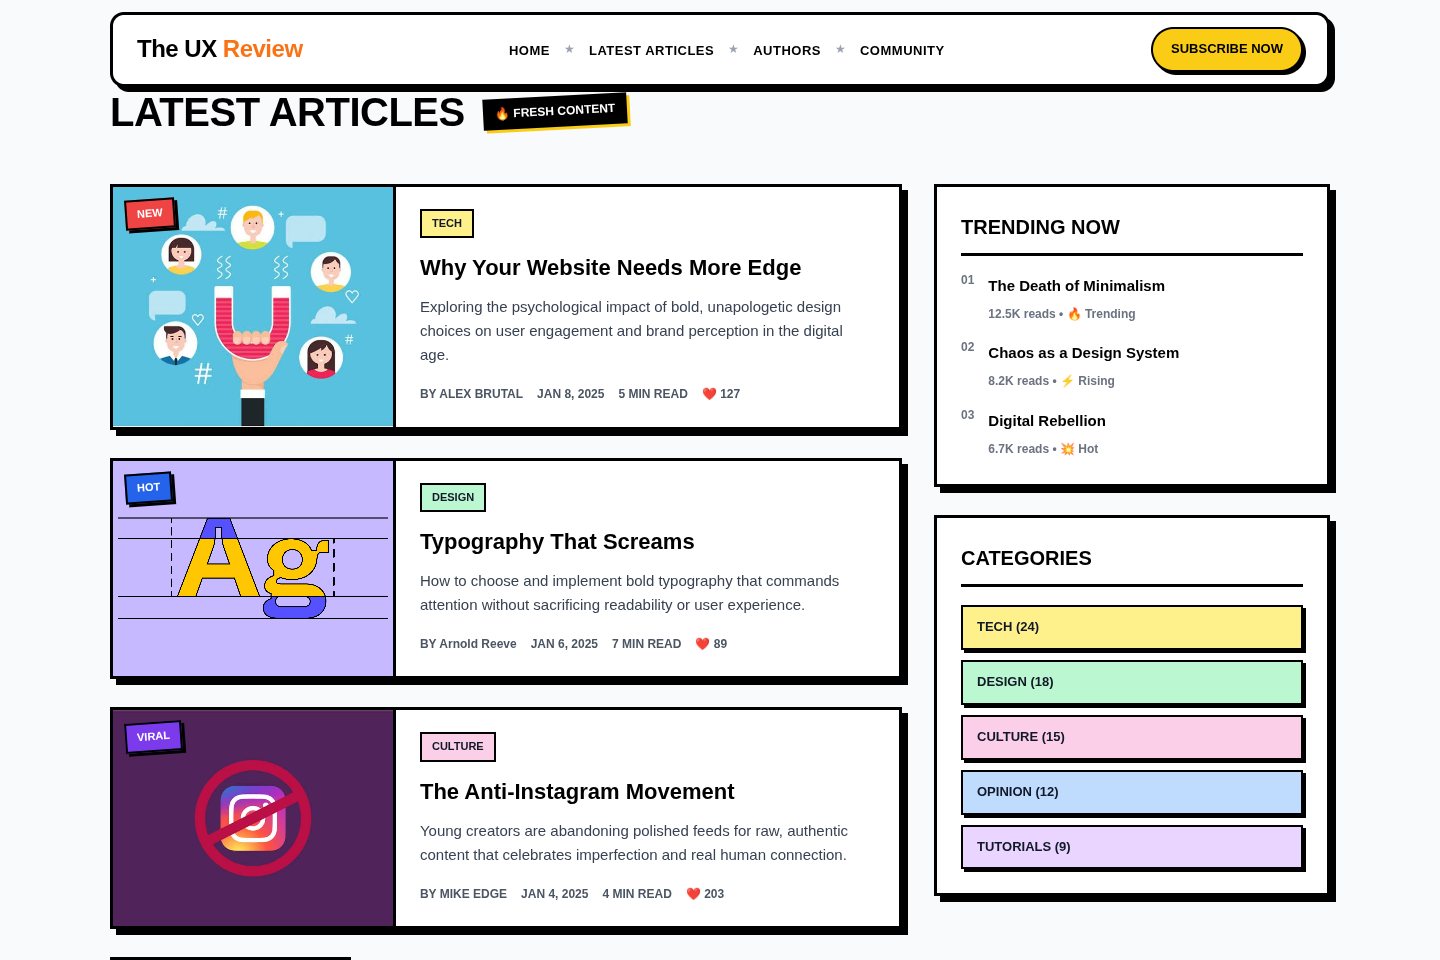 The UX Review
HOME ★ LATEST ARTICLES ★ AUTHORS ★ COMMUNITY
SUBSCRIBE NOW
LATEST ARTICLES
🔥 FRESH CONTENT
NEW
#
#
#
TECH
Why Your Website Needs More Edge
Exploring the psychological impact of bold, unapologetic design
choices on user engagement and brand perception in the digital
age.
BY ALEX BRUTAL JAN 8, 2025 5 MIN READ ❤️ 127
HOT
Ag
DESIGN
Typography That Screams
How to choose and implement bold typography that commands
attention without sacrificing readability or user experience.
BY Arnold Reeve JAN 6, 2025 7 MIN READ ❤️ 89
VIRAL
CULTURE
The Anti-Instagram Movement
Young creators are abandoning polished feeds for raw, authentic
content that celebrates imperfection and real human connection.
BY MIKE EDGE JAN 4, 2025 4 MIN READ ❤️ 203
TRENDING NOW
01 The Death of Minimalism
12.5K reads • 🔥 Trending
02 Chaos as a Design System
8.2K reads • ⚡ Rising
03 Digital Rebellion
6.7K reads • 💥 Hot
CATEGORIES
TECH (24)
DESIGN (18)
CULTURE (15)
OPINION (12)
TUTORIALS (9)